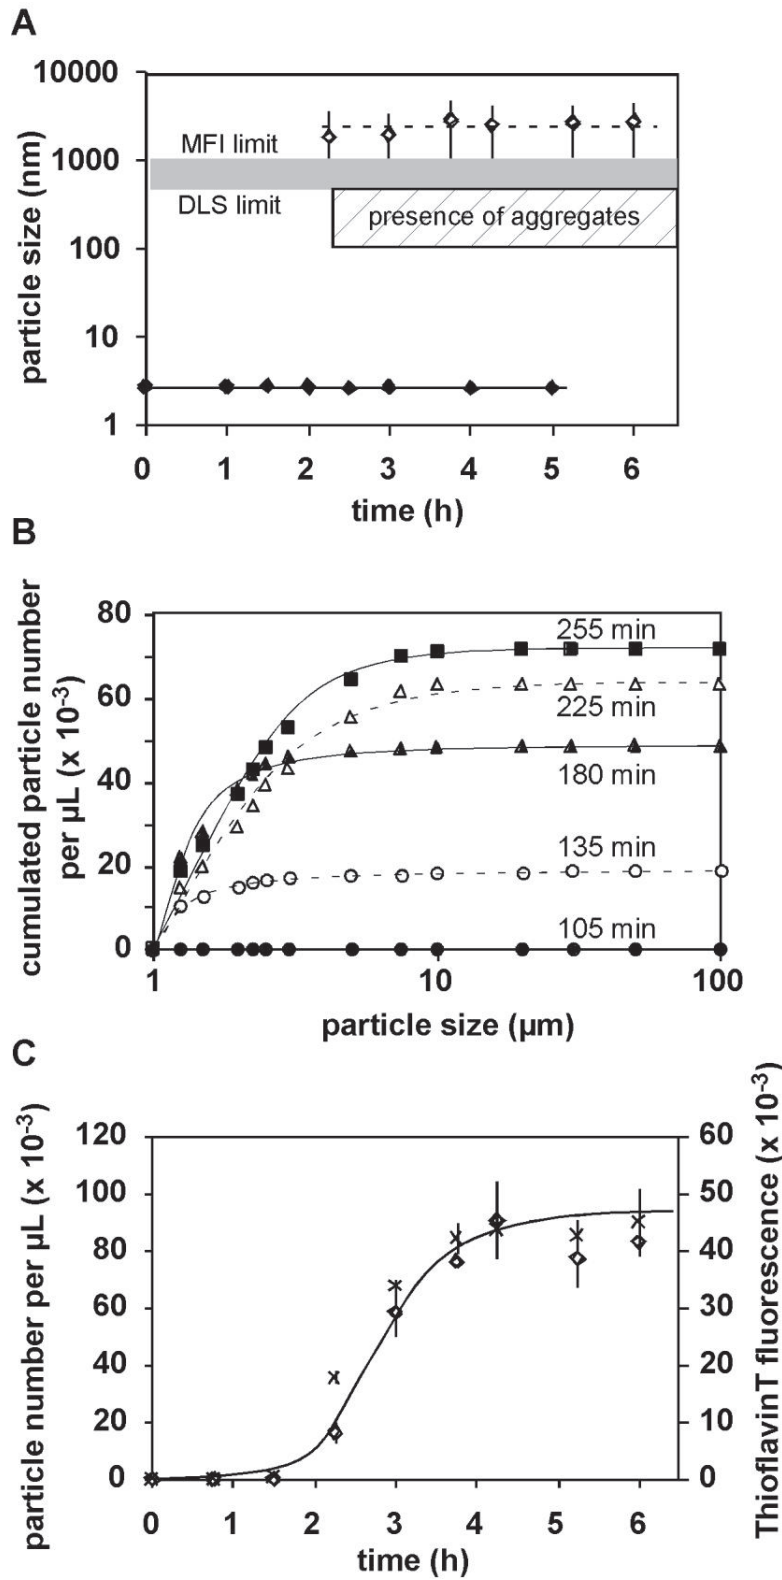 A
particle size (nm)
10000
1000
100
10
1
MFI limit
DLS limit
presence of aggregates
0 1 2 3 4 5 6
time (h)
B
cumulated particle number
per µL (x 10⁻³)
80
60
40
20
0
255 min
225 min
180 min
135 min
105 min
1 10 100
particle size (µm)
C
particle number per µL (x 10⁻³)
120
100
80
60
40
20
0
60
50
40
30
20
10
0
ThioflavinT fluorescence (x 10⁻³)
0 1 2 3 4 5 6
time (h)